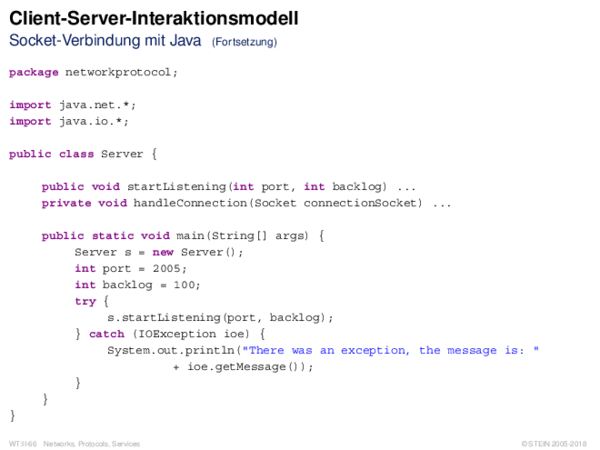 Client-Server-Interaktionsmodell
Socket-Verbindung mit Java (Fortsetzung)
package networkprotocol;
import java.net.*;
import java.io.*;
public class Server {
public void startListening(int port, int backlog) ...
private void handleConnection(Socket connectionSocket) ...
public static void main(String[] args) {
Server s = new Server();
int port = 2005;
int backlog = 100;
try {
s.startListening(port, backlog);
} catch (IOException ioe) {
System.out.println("There was an exception, the message is: "
+ ioe.getMessage());
}
}
}
WT:II-66 Networks, Protocols, Services © STEIN 2005-2018